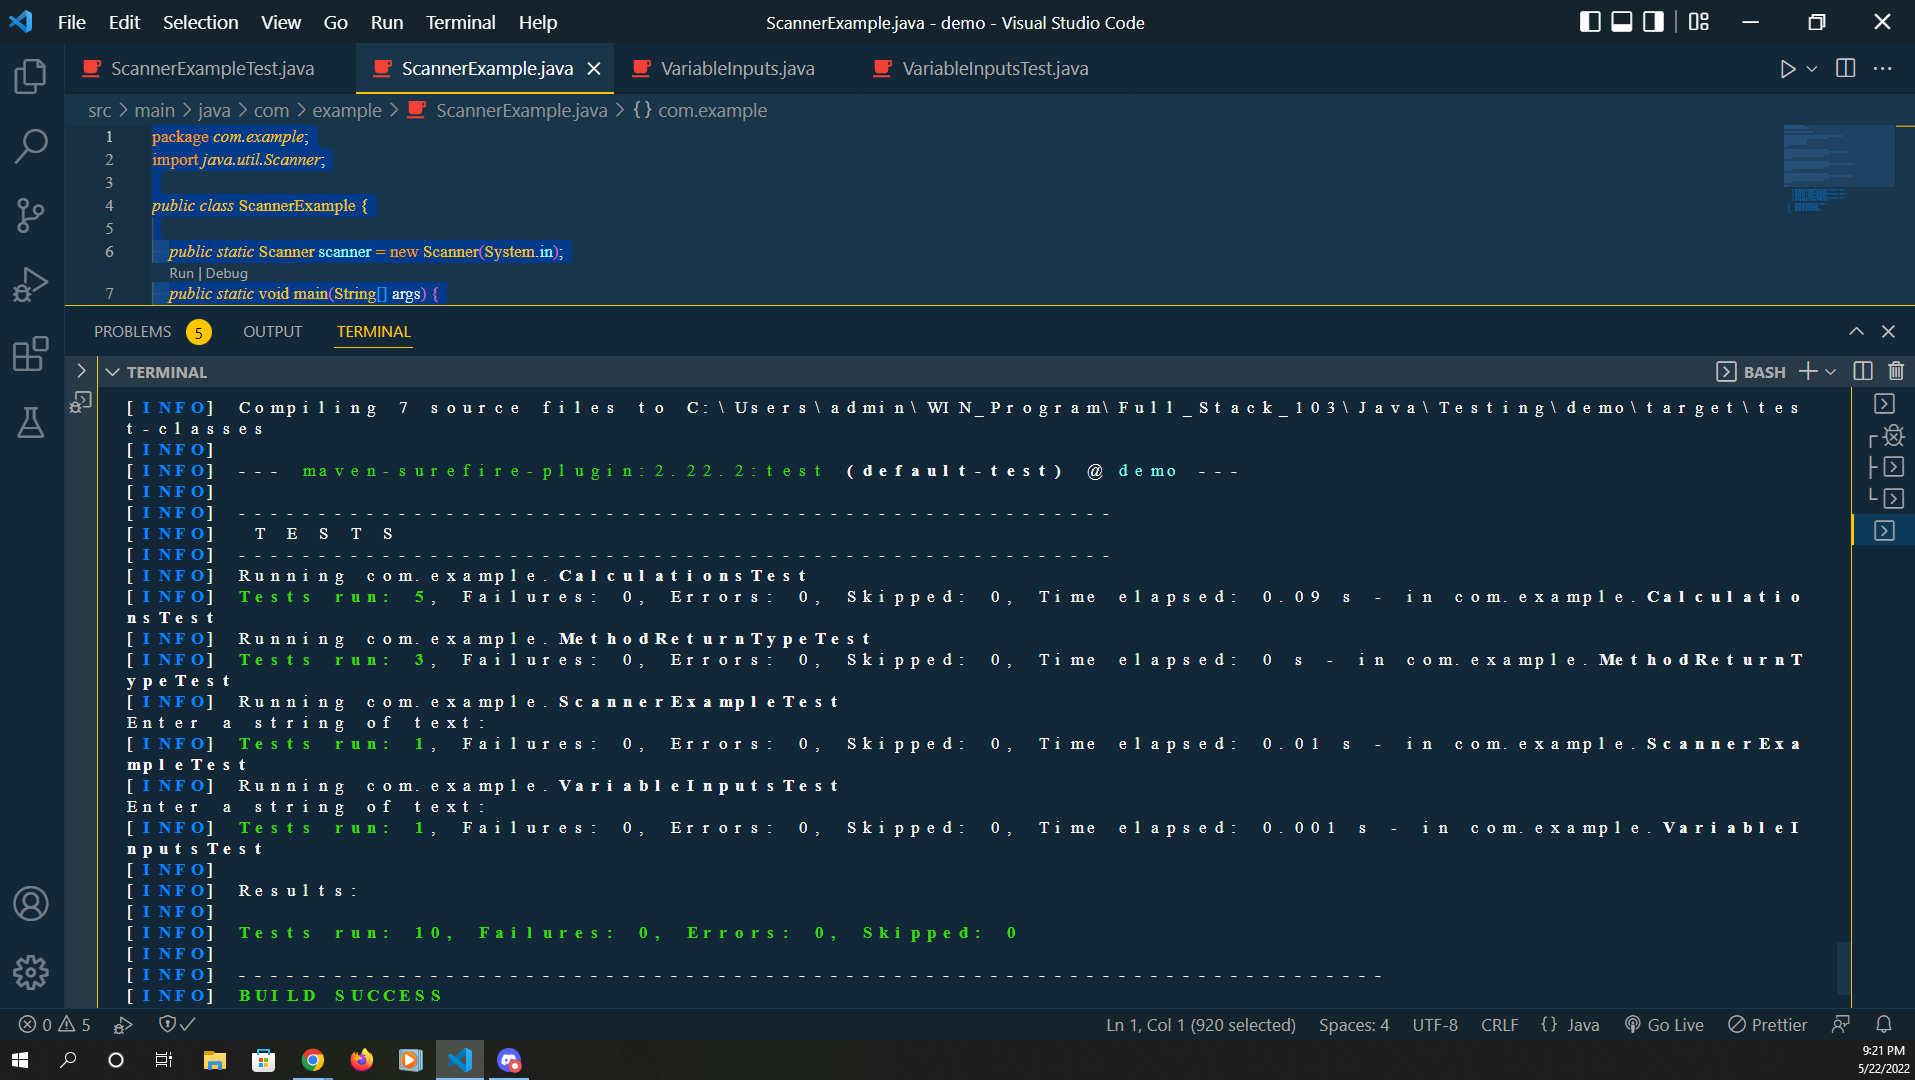 File Edit Selection View Go Run Terminal Help
ScannerExample.java - demo - Visual Studio Code
ScannerExampleTest.java
ScannerExample.java
VariableInputs.java
VariableInputsTest.java
src > main > java > com > example > ScannerExample.java > {} com.example
1 package com.example;
2 import java.util.Scanner;
3
4 public class ScannerExample {
5
6 public static Scanner scanner = new Scanner(System.in);
Run | Debug
7 public static void main(String[] args) {
PROBLEMS 5 OUTPUT TERMINAL
TERMINAL
BASH
[INFO] Compiling 7 source files to C:\Users\admin\WIN_Program\Full_Stack_103\Java\Testing\demo\target\tes
t-classes
[INFO]
[INFO] --- maven-surefire-plugin:2.22.2:test (default-test) @ demo ---
[INFO]
[INFO] -------------------------------------------------------
[INFO]  T E S T S
[INFO] -------------------------------------------------------
[INFO] Running com.example.CalculationsTest
[INFO] Tests run: 5, Failures: 0, Errors: 0, Skipped: 0, Time elapsed: 0.09 s - in com.example.Calculatio
nsTest
[INFO] Running com.example.MethodReturnTypeTest
[INFO] Tests run: 3, Failures: 0, Errors: 0, Skipped: 0, Time elapsed: 0 s - in com.example.MethodReturnT
ypeTest
[INFO] Running com.example.ScannerExampleTest
Enter a string of text:
[INFO] Tests run: 1, Failures: 0, Errors: 0, Skipped: 0, Time elapsed: 0.01 s - in com.example.ScannerExa
mpleTest
[INFO] Running com.example.VariableInputsTest
Enter a string of text:
[INFO] Tests run: 1, Failures: 0, Errors: 0, Skipped: 0, Time elapsed: 0.001 s - in com.example.VariableI
nputsTest
[INFO]
[INFO] Results:
[INFO]
[INFO] Tests run: 10, Failures: 0, Errors: 0, Skipped: 0
[INFO]
[INFO] ------------------------------------------------------------------------
[INFO] BUILD SUCCESS
0 5
Ln 1, Col 1 (920 selected) Spaces: 4 UTF-8 CRLF {} Java Go Live Prettier
9:21 PM
5/22/2022